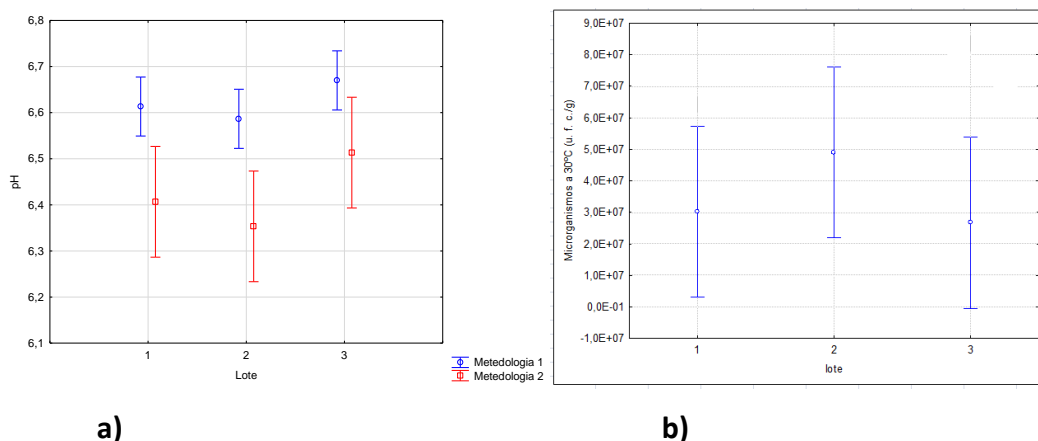 6,8
6,7
6,6
6,5
6,4
6,3
6,2
6,1
pH
1
2
3
Lote
Metedologia 1
Metedologia 2
a)
9,0E+07
8,0E+07
7,0E+07
6,0E+07
5,0E+07
4,0E+07
3,0E+07
2,0E+07
1,0E+07
0,0E-01
-1,0E+07
Microrganismos a 30ºC (u. f. c./g)
1
2
3
lote
b)